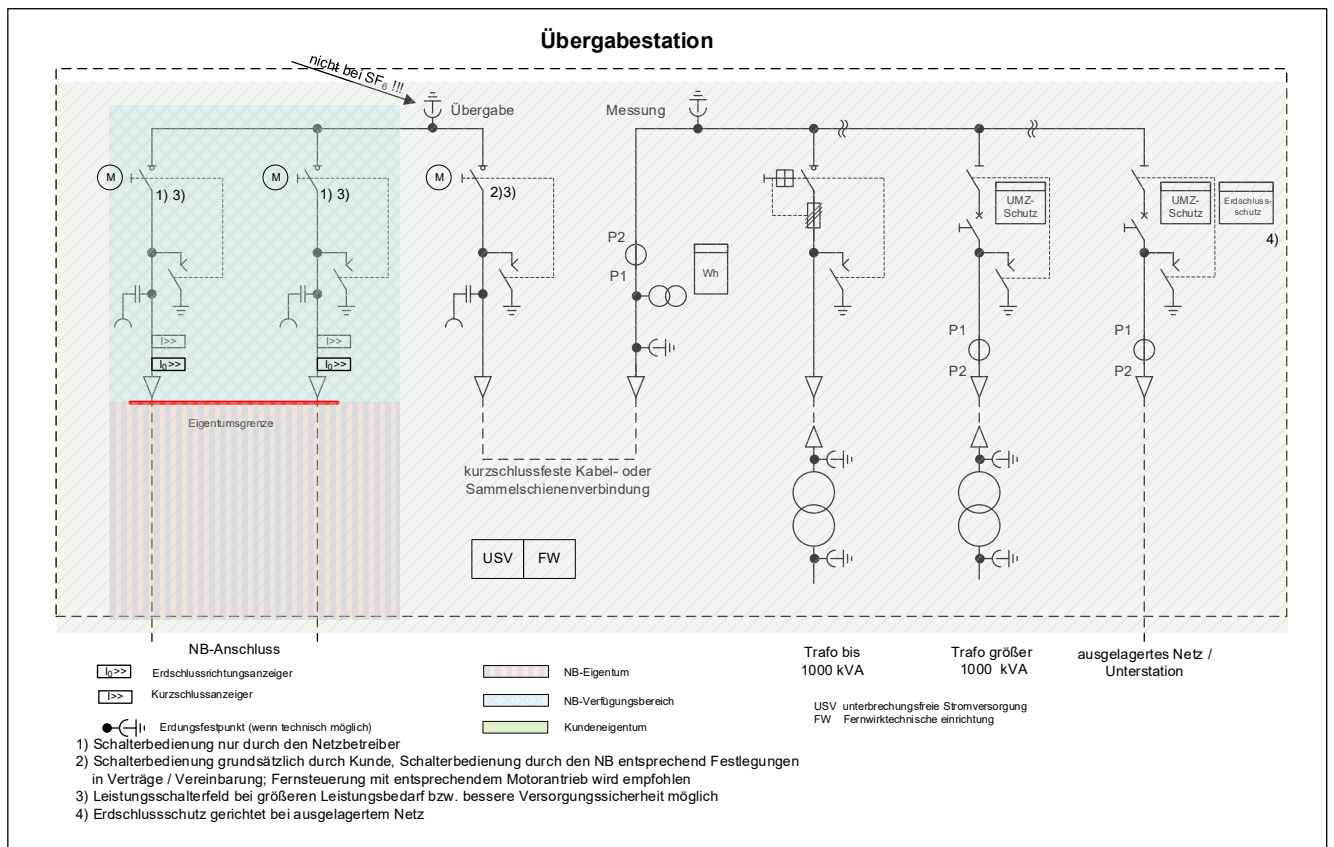 Übergabestation
nicht bei SF6 !!!
Übergabe
Messung
M
1) 3)
M
1) 3)
M
2)3)
UMZ-
Schutz
UMZ-
Schutz
Erdschluss-
schutz
4)
P2
P1
Wh
I>>
I0>>
I>>
I0>>
P1
P2
P1
P2
Eigentumsgrenze
kurzschlussfeste Kabel- oder
Sammelschienenverbindung
USV FW
NB-Anschluss
I0>> Erdschlussrichtungsanzeiger
I>> Kurzschlussanzeiger
Erdungsfestpunkt (wenn technisch möglich)
NB-Eigentum
NB-Verfügungsbereich
Kundeneigentum
Trafo bis
1000 kVA
Trafo größer
1000 kVA
ausgelagertes Netz /
Unterstation
USV unterbrechungsfreie Stromversorgung
FW Fernwirktechnische einrichtung
1) Schalterbedienung nur durch den Netzbetreiber
2) Schalterbedienung grundsätzlich durch Kunde, Schalterbedienung durch den NB entsprechend Festlegungen
in Verträge / Vereinbarung; Fernsteuerung mit entsprechendem Motorantrieb wird empfohlen
3) Leistungsschalterfeld bei größeren Leistungsbedarf bzw. bessere Versorgungssicherheit möglich
4) Erdschlussschutz gerichtet bei ausgelagertem Netz